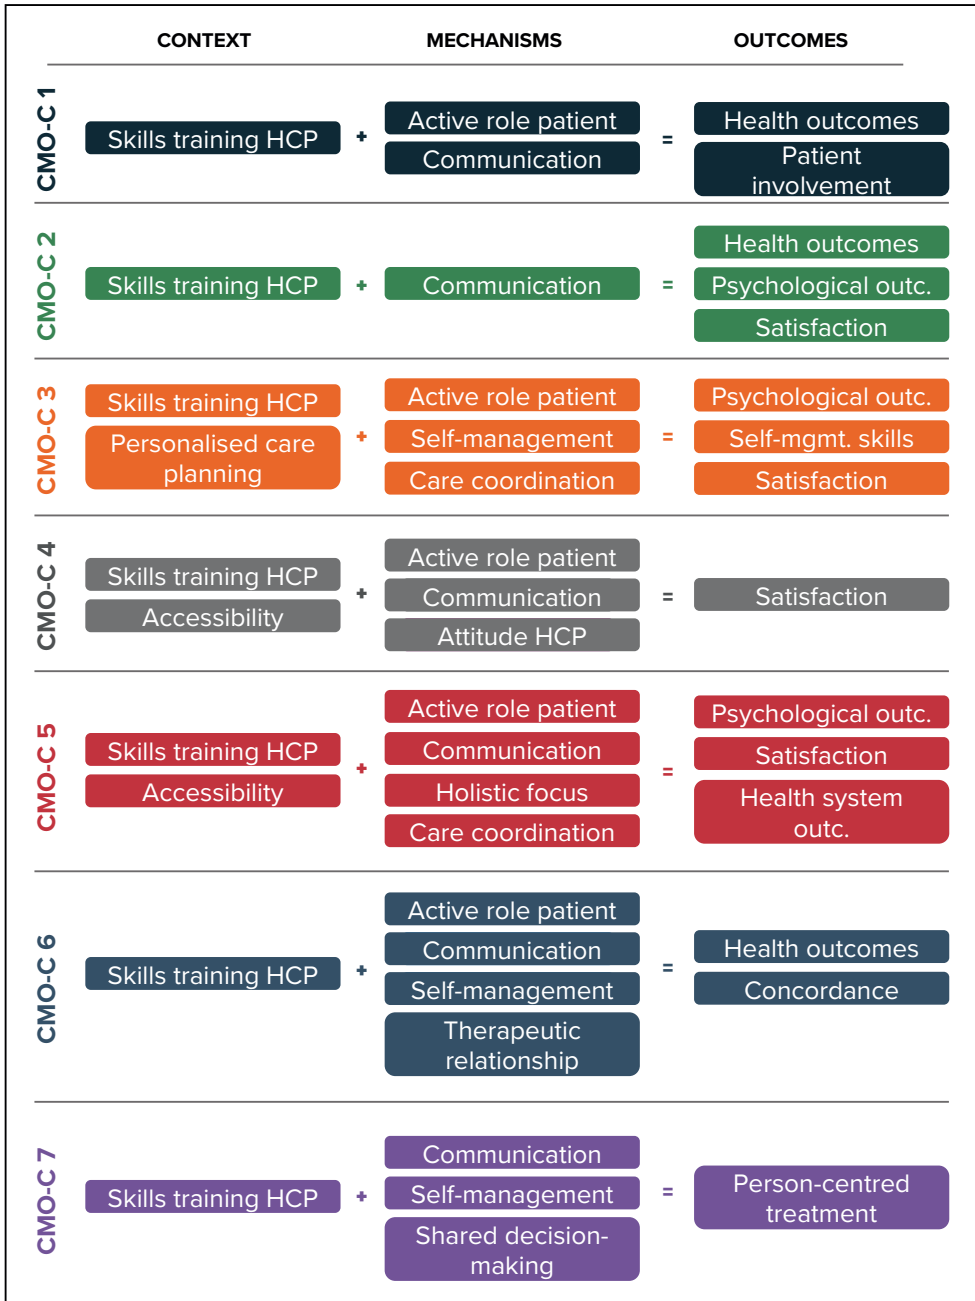 CONTEXT
MECHANISMS
OUTCOMES
CMO-C 1
Skills training HCP
+
Active role patient
Communication
=
Health outcomes
Patient
involvement
CMO-C 2
Skills training HCP
+
Communication
=
Health outcomes
Psychological outc.
Satisfaction
CMO-C 3
Skills training HCP
Personalised care
planning
+
Active role patient
Self-management
Care coordination
=
Psychological outc.
Self-mgmt. skills
Satisfaction
CMO-C 4
Skills training HCP
Accessibility
+
Active role patient
Communication
Attitude HCP
=
Satisfaction
CMO-C 5
Skills training HCP
Accessibility
+
Active role patient
Communication
Holistic focus
Care coordination
=
Psychological outc.
Satisfaction
Health system
outc.
CMO-C 6
Skills training HCP
+
Active role patient
Communication
Self-management
Therapeutic
relationship
=
Health outcomes
Concordance
CMO-C 7
Skills training HCP
+
Communication
Self-management
Shared decision-
making
=
Person-centred
treatment